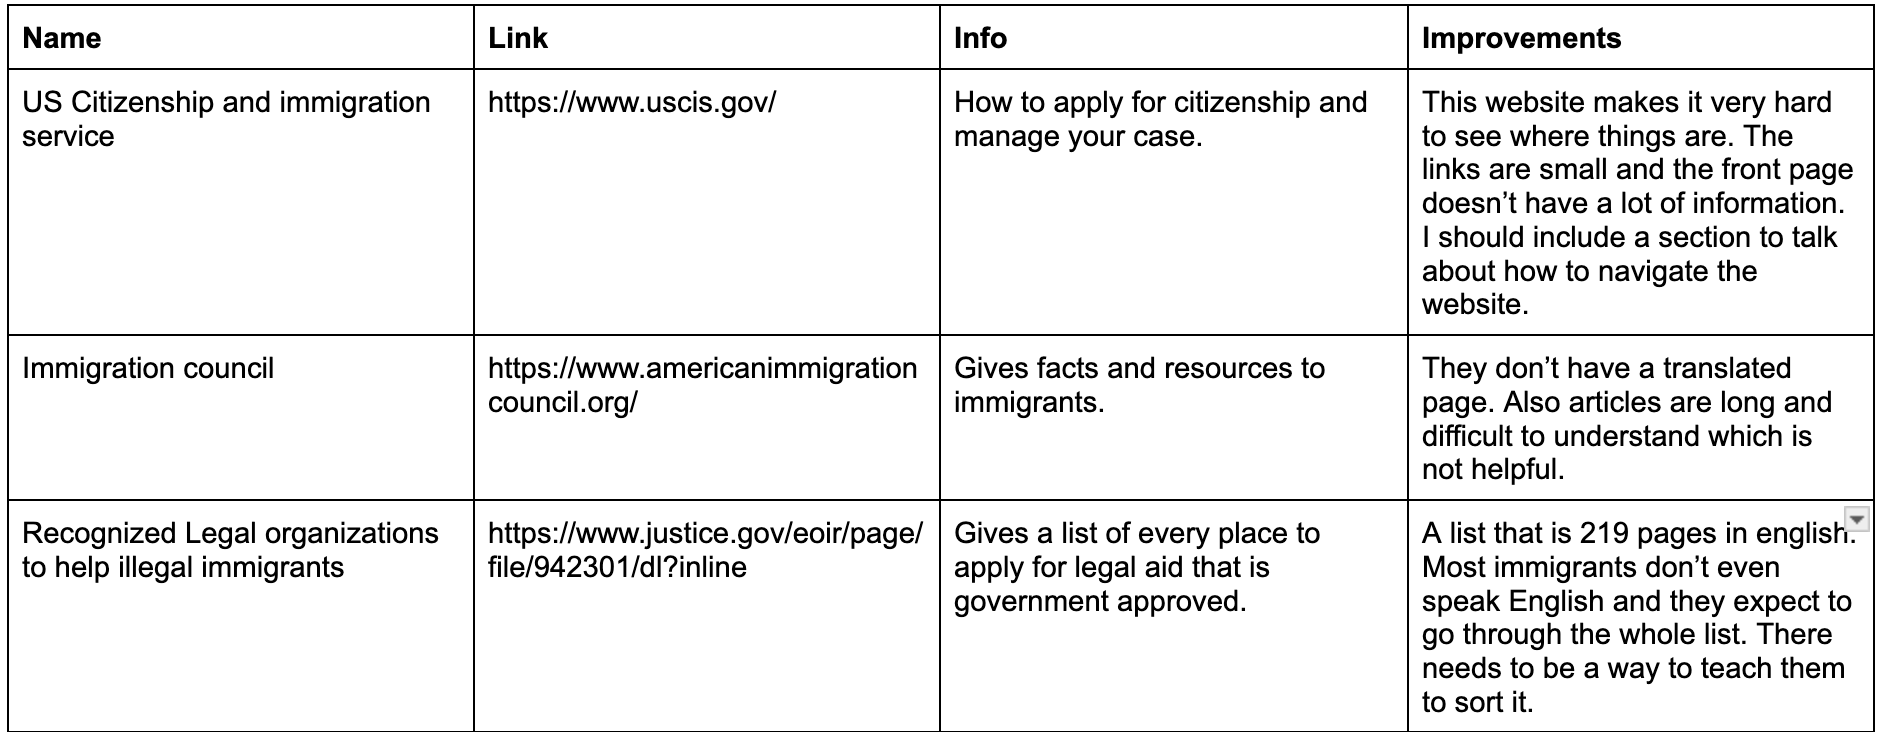 Name
Link
Info
Improvements
US Citizenship and immigration
service
https://www.uscis.gov/
How to apply for citizenship and
manage your case.
This website makes it very hard
to see where things are. The
links are small and the front page
doesn’t have a lot of information.
I should include a section to talk
about how to navigate the
website.
Immigration council
https://www.americanimmigration
council.org/
Gives facts and resources to
immigrants.
They don’t have a translated
page. Also articles are long and
difficult to understand which is
not helpful.
Recognized Legal organizations
to help illegal immigrants
https://www.justice.gov/eoir/page/
file/942301/dl?inline
Gives a list of every place to
apply for legal aid that is
government approved.
A list that is 219 pages in english.
Most immigrants don’t even
speak English and they expect to
go through the whole list. There
needs to be a way to teach them
to sort it.